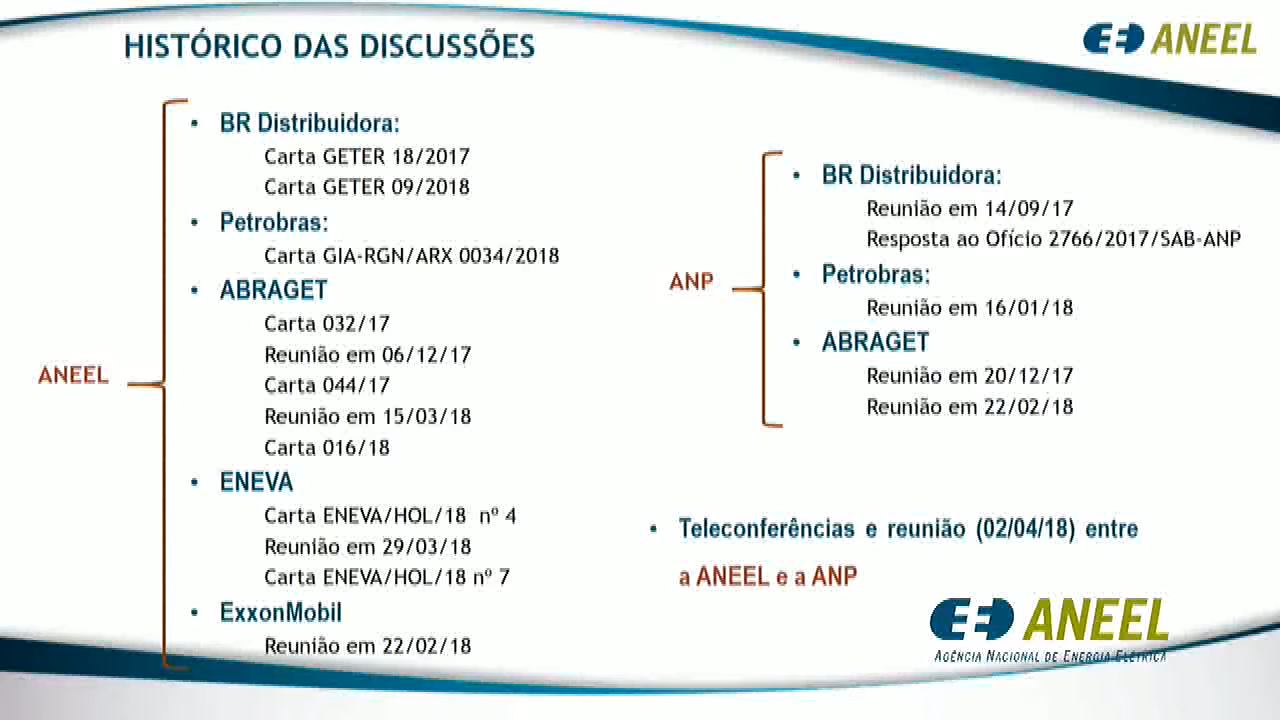 HISTÓRICO DAS DISCUSSÕES
ANEEL
ANEEL
• BR Distribuidora:
Carta GETER 18/2017
Carta GETER 09/2018
• Petrobras:
Carta GIA-RGN/ARX 0034/2018
• ABRAGET
Carta 032/17
Reunião em 06/12/17
Carta 044/17
Reunião em 15/03/18
Carta 016/18
• ENEVA
Carta ENEVA/HOL/18 nº 4
Reunião em 29/03/18
Carta ENEVA/HOL/18 nº 7
• ExxonMobil
Reunião em 22/02/18
ANP
• BR Distribuidora:
Reunião em 14/09/17
Resposta ao Ofício 2766/2017/SAB-ANP
• Petrobras:
Reunião em 16/01/18
• ABRAGET
Reunião em 20/12/17
Reunião em 22/02/18
• Teleconferências e reunião (02/04/18) entre
a ANEEL e a ANP
ANEEL
AGÊNCIA NACIONAL DE ENERGIA ELÉTRICA